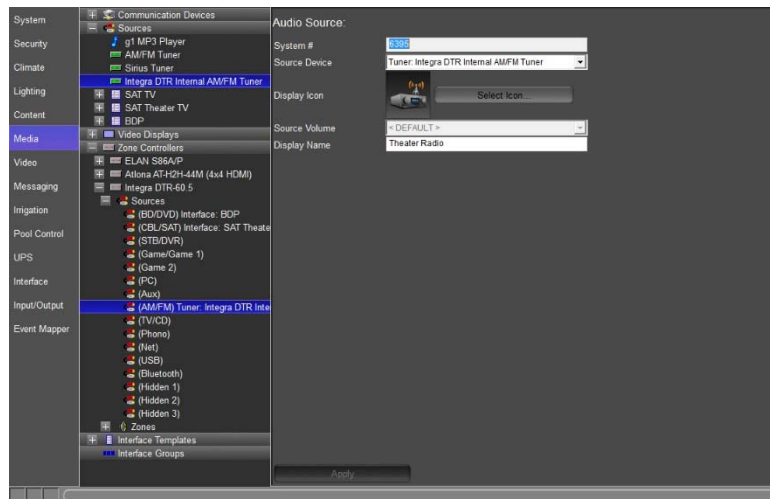 System
Security
Climate
Lighting
Content
Media
Video
Messaging
Irrigation
Pool Control
UPS
Interface
Input/Output
Event Mapper
Communication Devices
Sources
g1 MP3 Player
AM/FM Tuner
Sirius Tuner
Integra DTR Internal AM/FM Tuner
SAT TV
SAT Theater TV
BDP
Video Displays
Zone Controllers
ELAN S86A/P
Atlona AT-H2H-44M (4x4 HDMI)
Integra DTR-60.5
Sources
(BD/DVD) Interface: BDP
(CBL/SAT) Interface: SAT Theate
(STB/DVR)
(Game/Game 1)
(Game 2)
(PC)
(Aux)
(AM/FM) Tuner: Integra DTR Inte
(TV/CD)
(Phono)
(Net)
(USB)
(Bluetooth)
(Hidden 1)
(Hidden 2)
(Hidden 3)
Zones
Interface Templates
Interface Groups
Audio Source:
System # 6395
Source Device Tuner: Integra DTR Internal AM/FM Tuner
Display Icon Select Icon...
Source Volume < DEFAULT >
Display Name Theater Radio
Apply